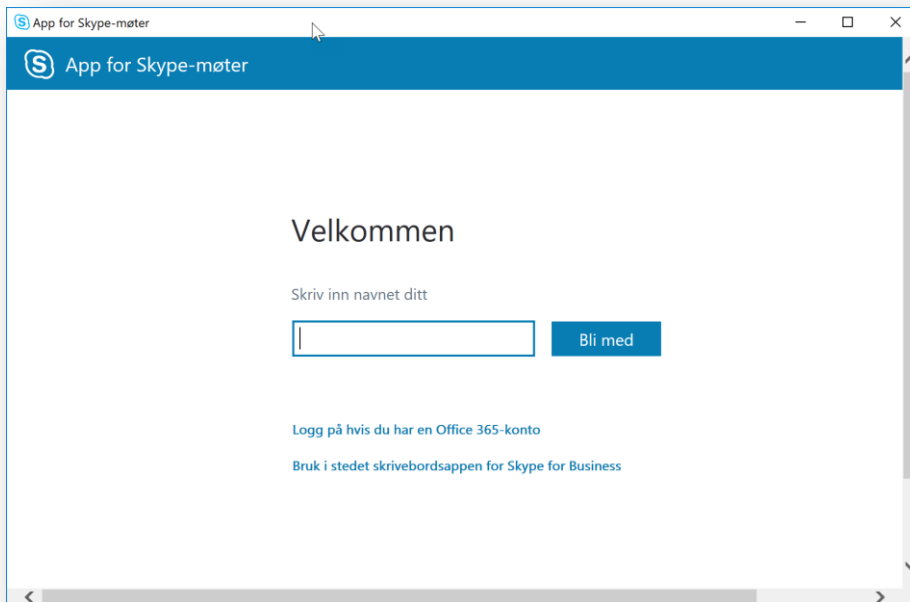 App for Skype-møter
App for Skype-møter
Velkommen
Skriv inn navnet ditt
Bli med
Logg på hvis du har en Office 365-konto
Bruk i stedet skrivebordsappen for Skype for Business